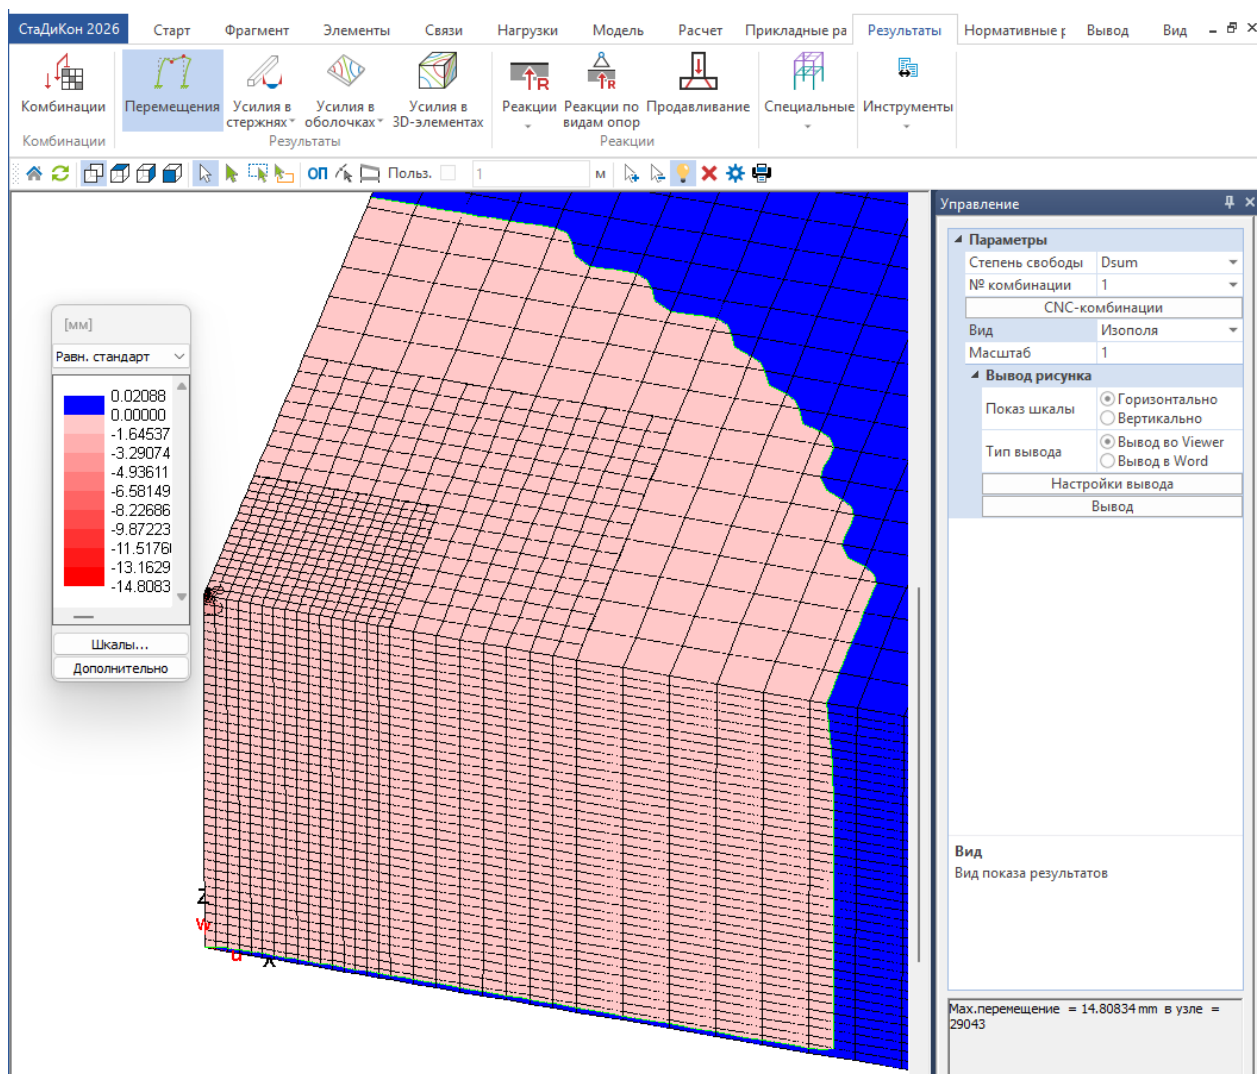 СтаДиКон 2026 Старт Фрагмент Элементы Связи Нагрузки Модель Расчет Прикладные ра Результаты Нормативные р Вывод Вид
Комбинации Перемещения Усилия в стержнях Усилия в оболочках Усилия в 3D-элементах Реакции Реакции по видам опор Продавливание Специальные Инструменты
Комбинации Результаты Реакции
ОП Польз. 1 м
Управление
Параметры
Степень свободы Dsum
№ комбинации 1
CNC-комбинации
Вид Изополя
Масштаб 1
Вывод рисунка
Показ шкалы Горизонтально
Вертикально
Тип вывода Вывод во Viewer
Вывод в Word
Настройки вывода
Вывод
[мм]
Равн. стандарт
0.02088
0.00000
-1.64537
-3.29074
-4.93611
-6.58149
-8.22686
-9.87223
-11.5176
-13.1629
-14.8083
Шкалы...
Дополнительно
Z
w
u X
Вид
Вид показа результатов
Мах.перемещение = 14.80834 mm в узле =
29043